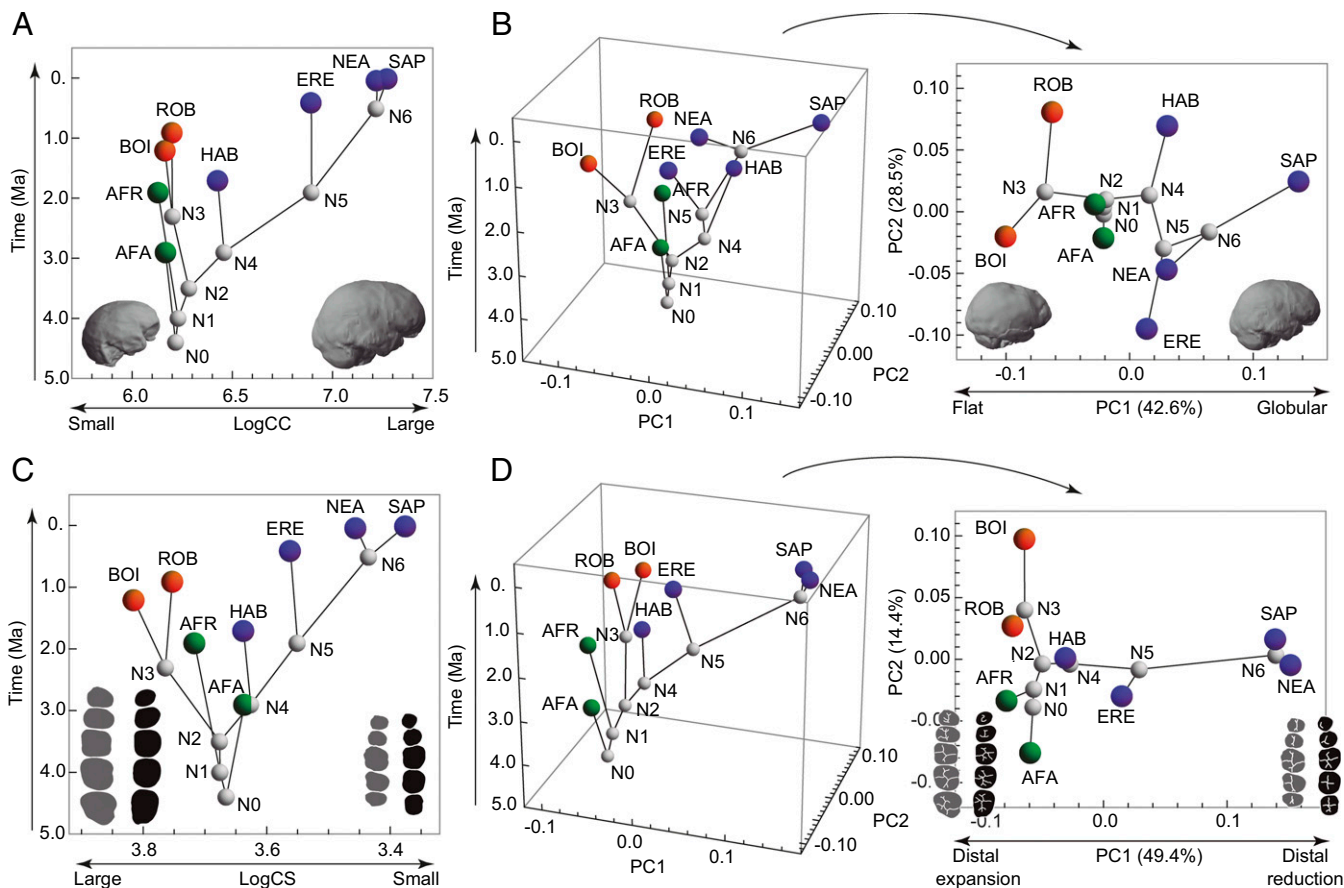 A
NEA SAP
ERE
N6
ROB
BOI
HAB
AFR
N3
N5
AFA
N4
N2
N1
N0
Time (Ma)
0.
1.0
2.0
3.0
4.0
5.0
6.0 6.5 7.0 7.5
Small LogCC Large
B
ROB
NEA
SAP
N6
BOI
ERE
HAB
AFR
N3
N5
AFA
N4
N2
N1
N0
Time (Ma)
0.
1.0
2.0
3.0
4.0
5.0
-0.1 0.0 0.1
PC1
0.10
0.00
-0.10
PC2
ROB
HAB
SAP
N2
N3
N4
AFR
N1
N0
N5
N6
BOI
AFA
NEA
ERE
PC2 (28.5%)
0.10
0.05
0.00
-0.05
-0.10
-0.1 0.0 0.1
Flat PC1 (42.6%) Globular
C
NEA SAP
ERE
N6
ROB
BOI
AFR HAB
N3
N5
AFA
N4
N2
N1
N0
Time (Ma)
0.
1.0
2.0
3.0
4.0
5.0
3.8 3.6 3.4
Large LogCS Small
D
SAP
BOI
ROB ERE
NEA
N6
HAB
AFR
N3
N5
AFA
N4
N2
N1
N0
Time (Ma)
0.
1.0
2.0
3.0
4.0
5.0
-0.1 0.0 0.1
PC1
0.10
0.00
-0.10
PC2
BOI
N3
ROB
SAP
HAB
N5
N2
N4
N6
AFR
N1
NEA
N0
ERE
AFA
PC2 (14.4%)
0.10
0.05
0.00
-0.0
-0.
-0.1 0.0 0.1
Distal PC1 (49.4%) Distal
expansion reduction